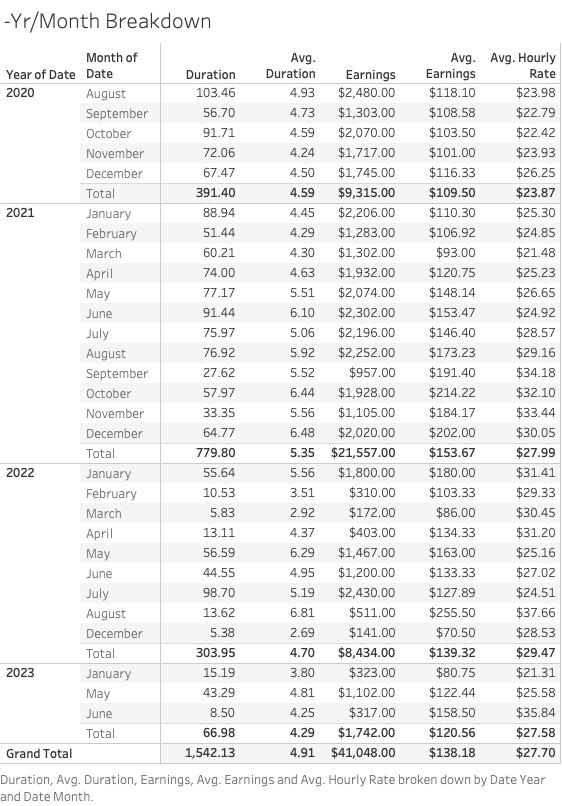 -Yr/Month Breakdown
Year of Date Month of Date Duration Avg. Duration Earnings Avg. Earnings Avg. Hourly Rate
2020 August 103.46 4.93 $2,480.00 $118.10 $23.98
September 56.70 4.73 $1,303.00 $108.58 $22.79
October 91.71 4.59 $2,070.00 $103.50 $22.42
November 72.06 4.24 $1,717.00 $101.00 $23.93
December 67.47 4.50 $1,745.00 $116.33 $26.25
Total 391.40 4.59 $9,315.00 $109.50 $23.87
2021 January 88.94 4.45 $2,206.00 $110.30 $25.30
February 51.44 4.29 $1,283.00 $106.92 $24.85
March 60.21 4.30 $1,302.00 $93.00 $21.48
April 74.00 4.63 $1,932.00 $120.75 $25.23
May 77.17 5.51 $2,074.00 $148.14 $26.65
June 91.44 6.10 $2,302.00 $153.47 $24.92
July 75.97 5.06 $2,196.00 $146.40 $28.57
August 76.92 5.92 $2,252.00 $173.23 $29.16
September 27.62 5.52 $957.00 $191.40 $34.18
October 57.97 6.44 $1,928.00 $214.22 $32.10
November 33.35 5.56 $1,105.00 $184.17 $33.44
December 64.77 6.48 $2,020.00 $202.00 $30.05
Total 779.80 5.35 $21,557.00 $153.67 $27.99
2022 January 55.64 5.56 $1,800.00 $180.00 $31.41
February 10.53 3.51 $310.00 $103.33 $29.33
March 5.83 2.92 $172.00 $86.00 $30.45
April 13.11 4.37 $403.00 $134.33 $31.20
May 56.59 6.29 $1,467.00 $163.00 $25.16
June 44.55 4.95 $1,200.00 $133.33 $27.02
July 98.70 5.19 $2,430.00 $127.89 $24.51
August 13.62 6.81 $511.00 $255.50 $37.66
December 5.38 2.69 $141.00 $70.50 $28.53
Total 303.95 4.70 $8,434.00 $139.32 $29.47
2023 January 15.19 3.80 $323.00 $80.75 $21.31
May 43.29 4.81 $1,102.00 $122.44 $25.58
June 8.50 4.25 $317.00 $158.50 $35.84
Total 66.98 4.29 $1,742.00 $120.56 $27.58
Grand Total 1,542.13 4.91 $41,048.00 $138.18 $27.70
Duration, Avg. Duration, Earnings, Avg. Earnings and Avg. Hourly Rate broken down by Date Year
and Date Month.